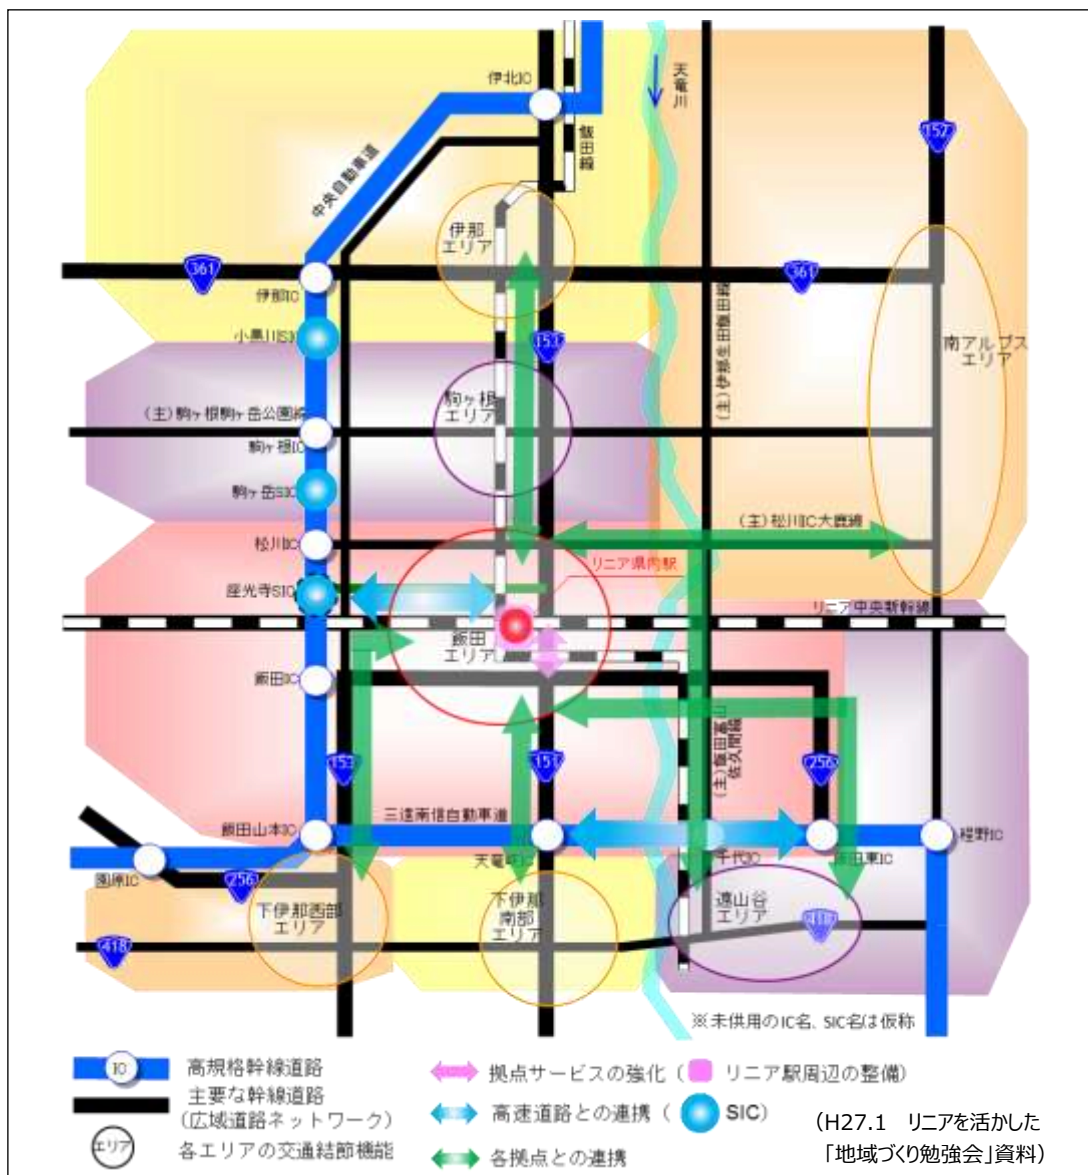 伊北IC
天竜川
飯田線
152
中央自動車道
伊那
エリア
361
361
伊那IC
小黒川SIC
153
(主)伊那生田飯田線
南アルプス
エリア
(主)駒ヶ根駒ヶ岳公園線
駒ヶ根
エリア
駒ヶ根IC
駒ヶ岳SIC
(主)松川IC大鹿線
松川IC
リニア県内駅
座光寺SIC
リニア中央新幹線
飯田
エリア
飯田IC
(主)飯田富山
佐久間線
153
151
256
三遠南信自動車道
飯田山本IC
天竜峡IC
千代IC
飯田東IC
程野IC
園原IC
256
下伊那西部
エリア
下伊那
南部
エリア
遠山谷
エリア
418
418
※未供用のIC名、SIC名は仮称
IC
高規格幹線道路
主要な幹線道路
(広域道路ネットワーク)
エリア
各エリアの交通結節機能
拠点サービスの強化(
リニア駅周辺の整備)
高速道路との連携(
SIC)
各拠点との連携
(H27.1 リニアを活かした
「地域づくり勉強会」資料)